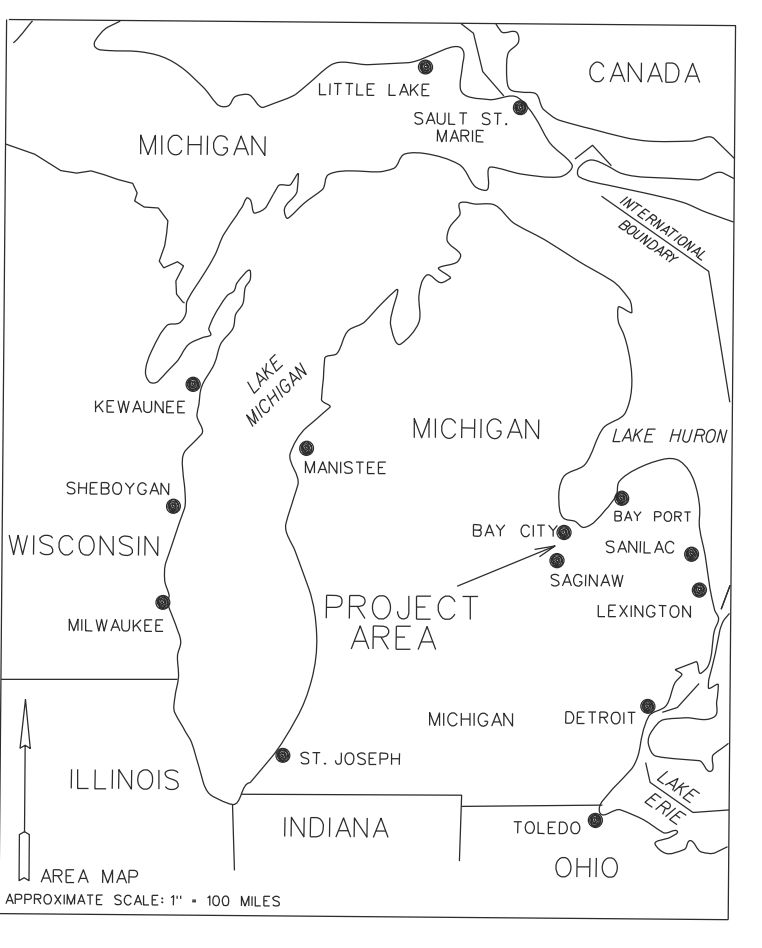 CANADA
LITTLE LAKE
SAULT ST.
MARIE
MICHIGAN
INTERNATIONAL
BOUNDARY
LAKE
MICHIGAN
KEWAUNEE
MICHIGAN
LAKE HURON
MANISTEE
SHEBOYGAN
BAY PORT
BAY CITY
WISCONSIN
SANILAC
SAGINAW
PROJECT
AREA
LEXINGTON
MILWAUKEE
MICHIGAN
DETROIT
ST. JOSEPH
ILLINOIS
LAKE
ERIE
INDIANA
TOLEDO
OHIO
AREA MAP
APPROXIMATE SCALE: 1" = 100 MILES